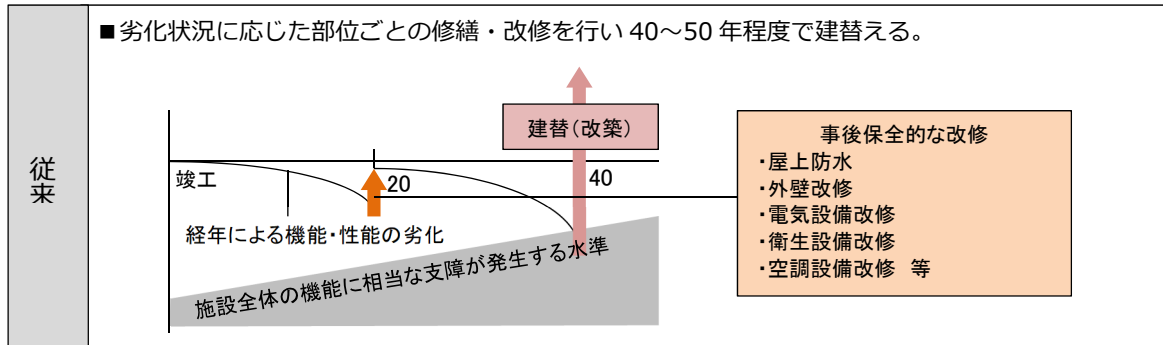 従来
■劣化状況に応じた部位ごとの修繕・改修を行い 40～50 年程度で建替える。
建替(改築)
竣工
20
40
経年による機能・性能の劣化
施設全体の機能に相当な支障が発生する水準
事後保全的な改修
・屋上防水
・外壁改修
・電気設備改修
・衛生設備改修
・空調設備改修　等